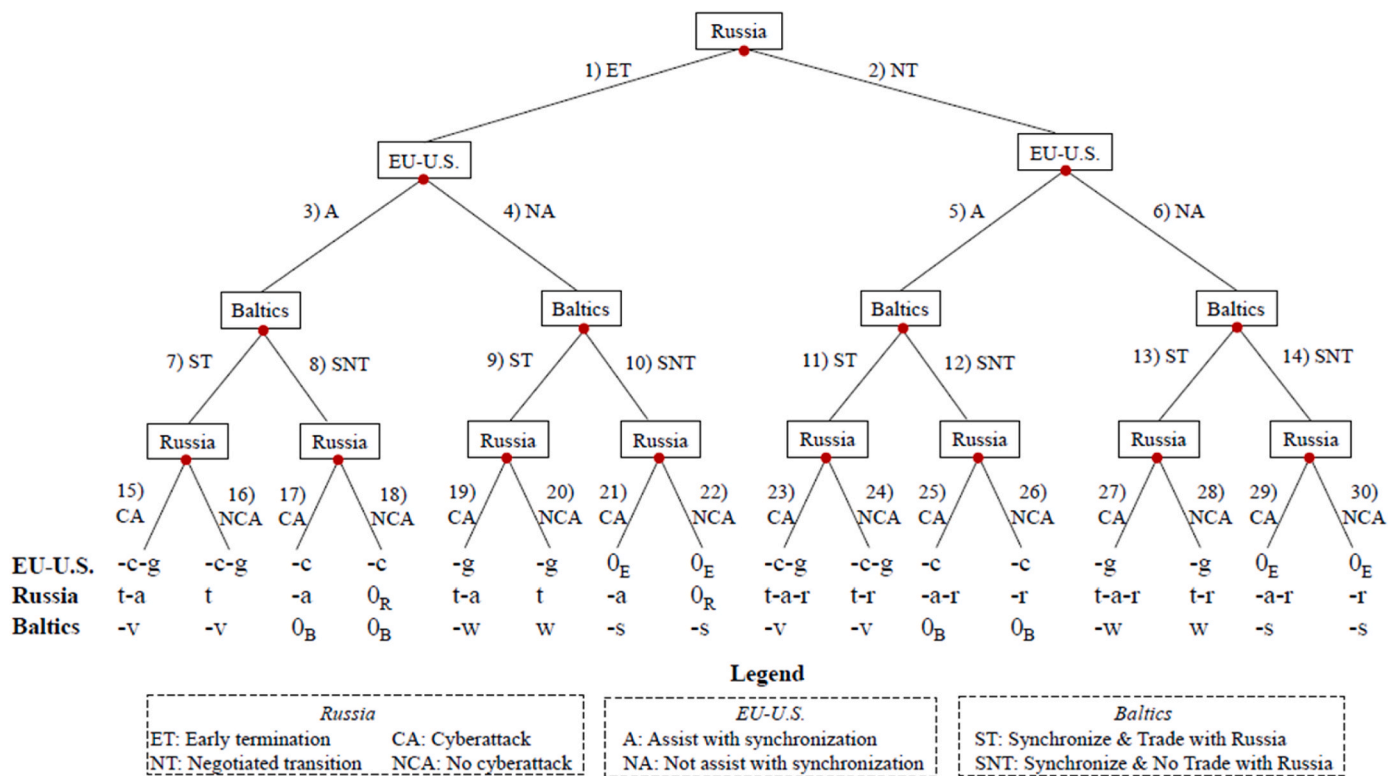 Russia
1) ET 2) NT
EU-U.S. EU-U.S.
3) A 4) NA 5) A 6) NA
Baltics Baltics Baltics Baltics
7) ST 8) SNT 9) ST 10) SNT 11) ST 12) SNT 13) ST 14) SNT
Russia Russia Russia Russia Russia Russia Russia Russia
15) 16) 17) 18) 19) 20) 21) 22) 23) 24) 25) 26) 27) 28) 29) 30)
CA NCA CA NCA CA NCA CA NCA CA NCA CA NCA CA NCA CA NCA
EU-U.S. -c-g -c-g -c -c -g -g 0E 0E -c-g -c-g -c -c -g -g 0E 0E
Russia t-a t -a 0R t-a t -a 0R t-a-r t-r -a-r -r t-a-r t-r -a-r -r
Baltics -v -v 0B 0B -w w -s -s -v -v 0B 0B -w w -s -s
Legend
Russia EU-U.S. Baltics
ET: Early termination CA: Cyberattack A: Assist with synchronization ST: Synchronize & Trade with Russia
NT: Negotiated transition NCA: No cyberattack NA: Not assist with synchronization SNT: Synchronize & No Trade with Russia